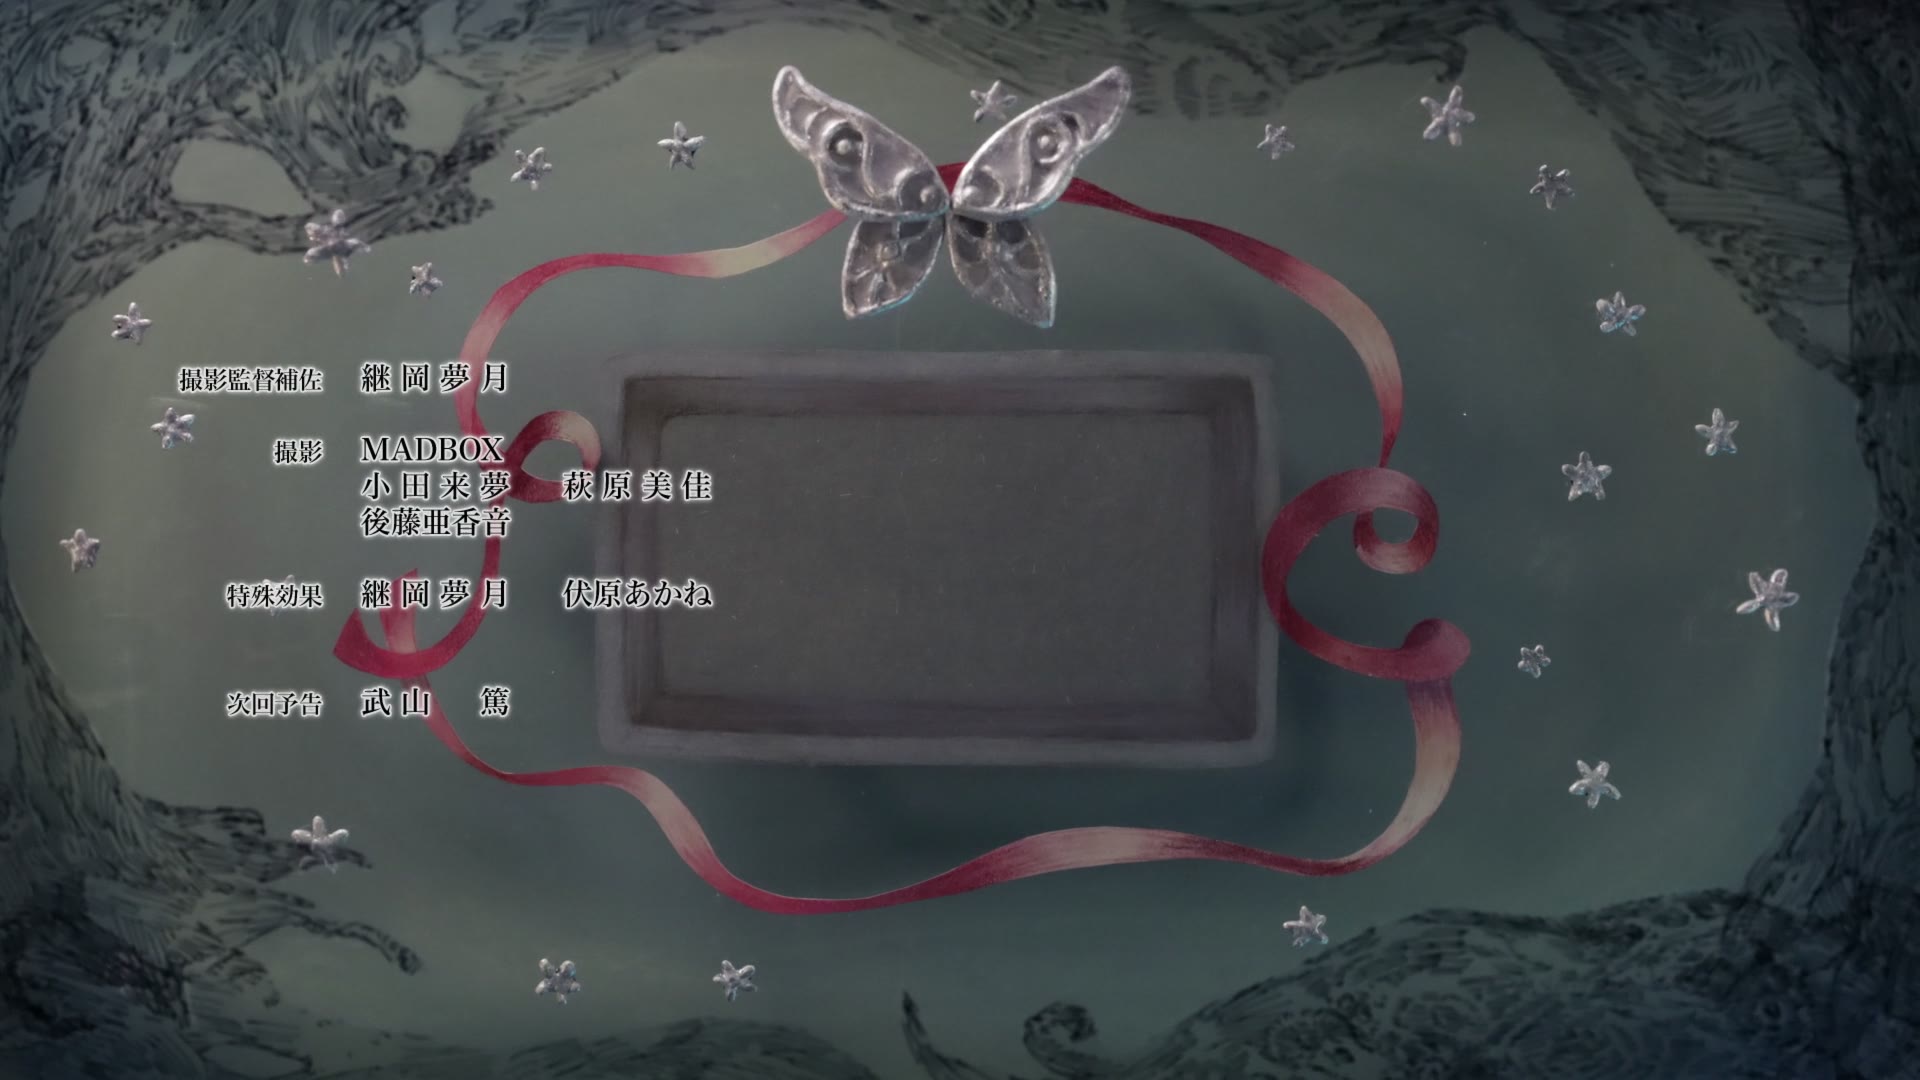 撮影監督補佐 継岡夢月
撮影 MADBOX
小田来夢 萩原美佳
後藤亜香音
特殊効果 継岡夢月 伏原あかね
次回予告 武山 篤